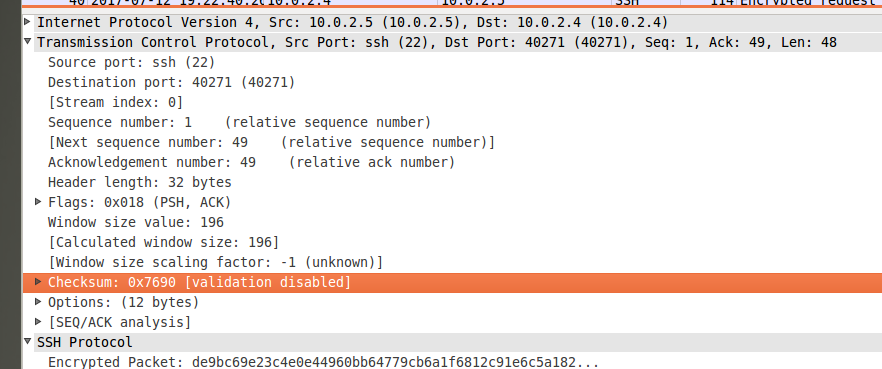 40 2017-07-12 19:22:40.2 10.0.2.4 10.0.2.5 SSH 114 Encrypted request
Internet Protocol Version 4, Src: 10.0.2.5 (10.0.2.5), Dst: 10.0.2.4 (10.0.2.4)
Transmission Control Protocol, Src Port: ssh (22), Dst Port: 40271 (40271), Seq: 1, Ack: 49, Len: 48
Source port: ssh (22)
Destination port: 40271 (40271)
[Stream index: 0]
Sequence number: 1 (relative sequence number)
[Next sequence number: 49 (relative sequence number)]
Acknowledgement number: 49 (relative ack number)
Header length: 32 bytes
Flags: 0x018 (PSH, ACK)
Window size value: 196
[Calculated window size: 196]
[Window size scaling factor: -1 (unknown)]
Checksum: 0x7690 [validation disabled]
Options: (12 bytes)
[SEQ/ACK analysis]
SSH Protocol
Encrypted Packet: de9bc69e23c4e0e44960bb64779cb6a1f6812c91e6c5a182...